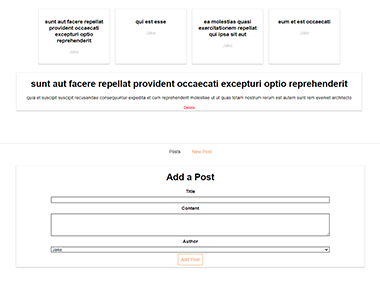 sunt aut facere repellat
provident occaecati
excepturi optio
reprehenderit
Jake
qui est esse
Jake
ea molestias quasi
exercitationem repellat
qui ipsa sit aut
Jake
eum et est occaecati
Jake
sunt aut facere repellat provident occaecati excepturi optio reprehenderit
quia et suscipit suscipit recusandae consequuntur expedita et cum reprehenderit molestiae ut ut quas totam nostrum rerum est autem sunt rem eveniet architecto
Delete
Posts New Post
Add a Post
Title
Content
Author
Jake
Add Post